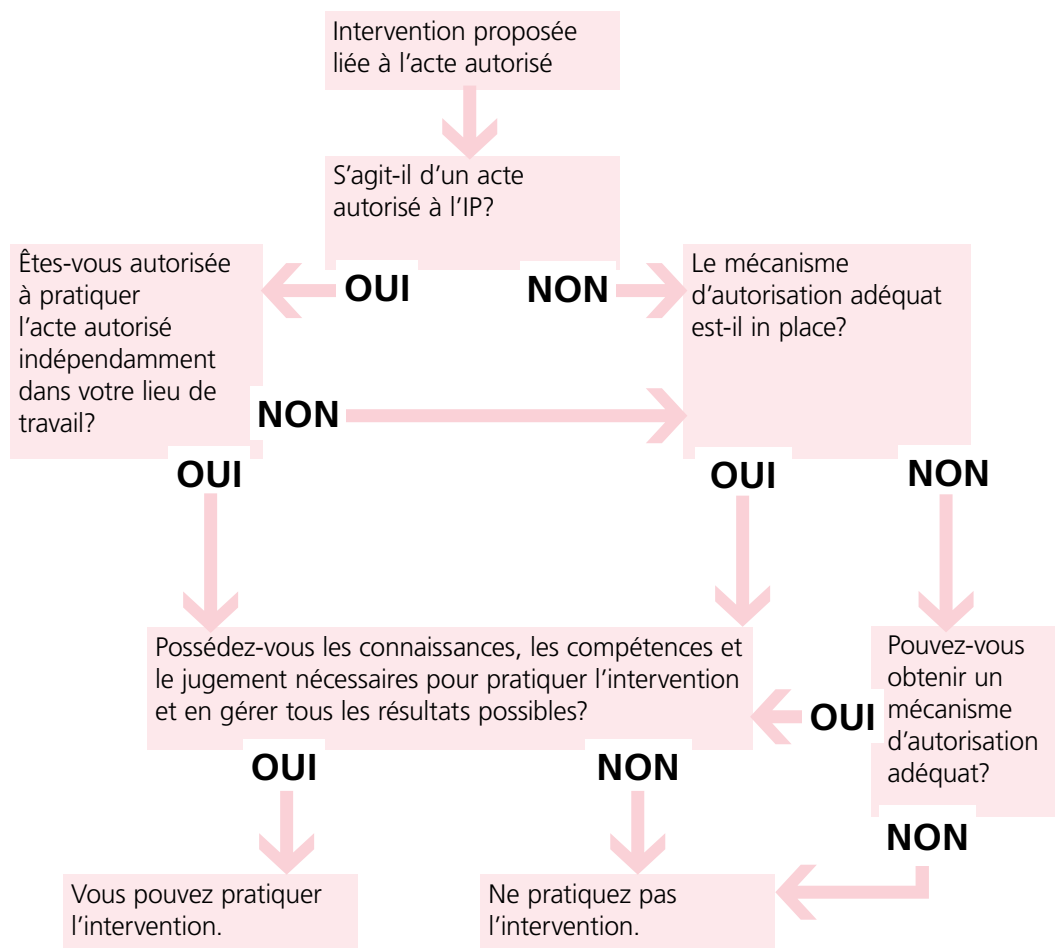 Intervention proposée
liée à l’acte autorisé
S’agit-il d’un acte
autorisé à l’IP?
OUI
NON
Êtes-vous autorisée
à pratiquer
l’acte autorisé
indépendamment
dans votre lieu de
travail?
Le mécanisme
d’autorisation adéquat
est-il in place?
NON
OUI
OUI
NON
Possédez-vous les connaissances, les compétences et
le jugement nécessaires pour pratiquer l’intervention
et en gérer tous les résultats possibles?
Pouvez-vous
obtenir un
mécanisme
d’autorisation
adéquat?
OUI
OUI
NON
NON
Vous pouvez pratiquer
l’intervention.
Ne pratiquez pas
l’intervention.